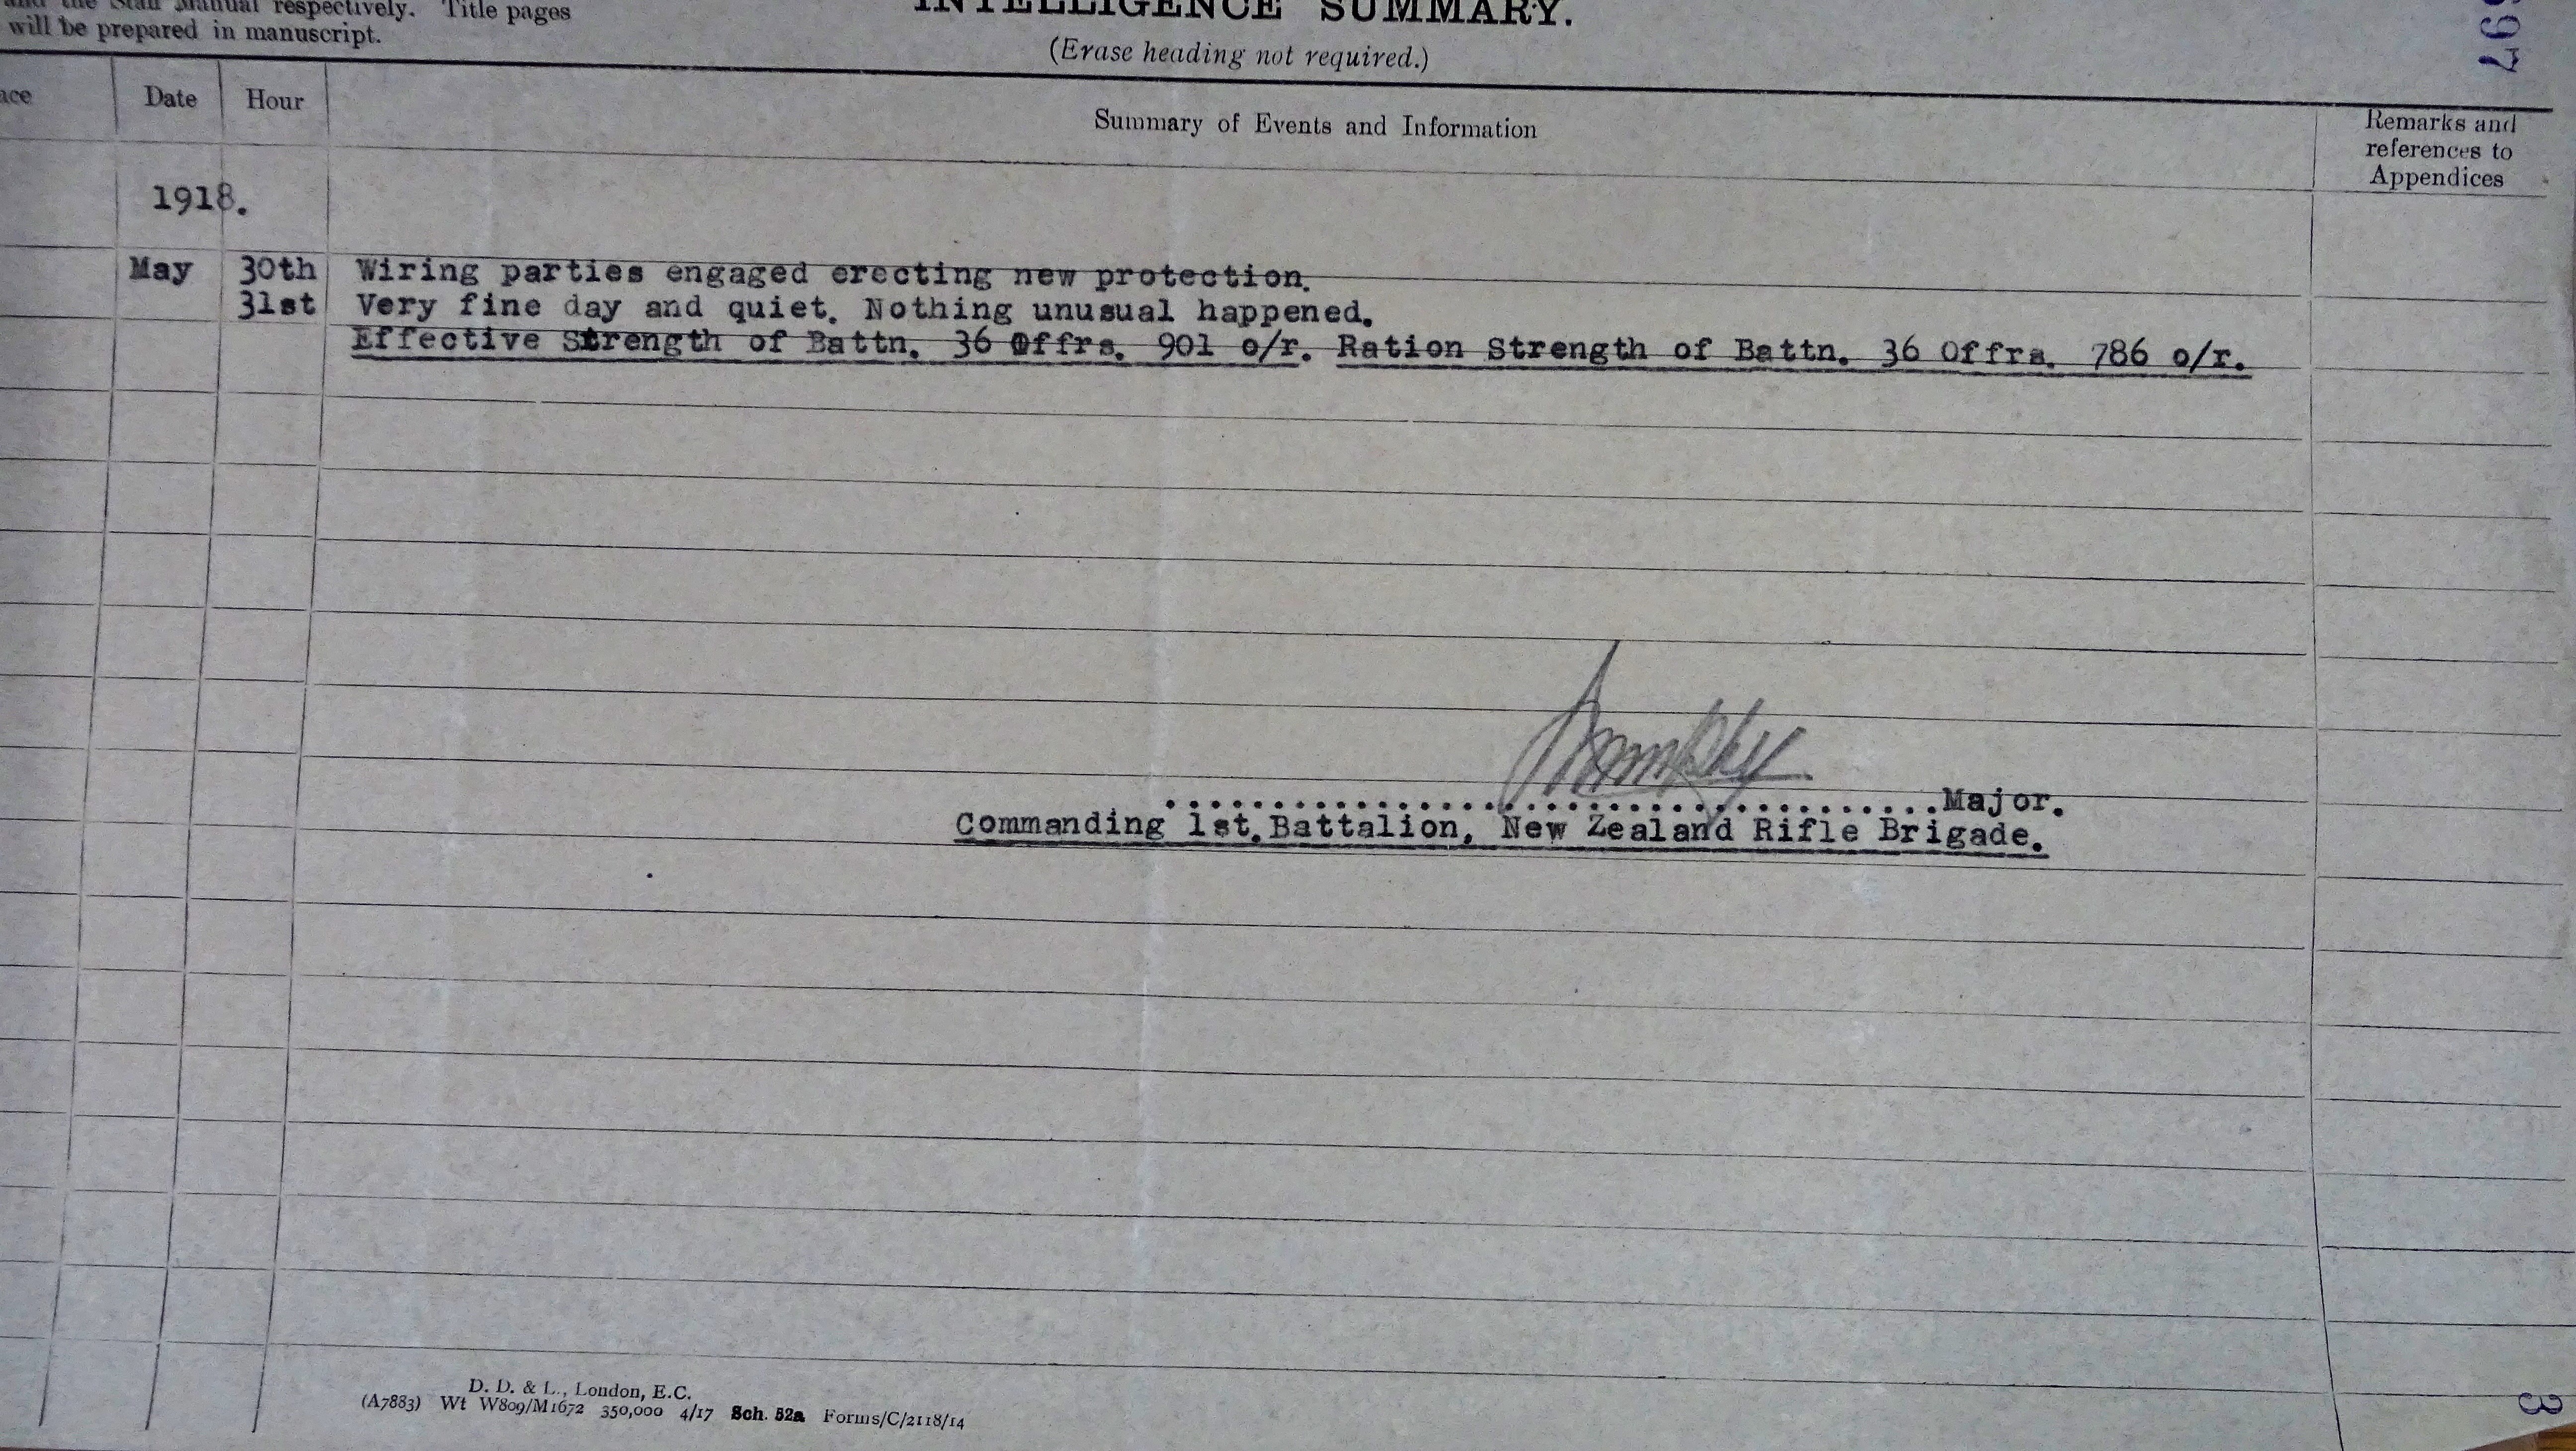 and the Staff Manual respectively. Title pages
will be prepared in manuscript.
INTELLIGENCE SUMMARY.
(Erase heading not required.)
97
Date Hour Summary of Events and Information Remarks and
references to
Appendices
1918.
May 30th Wiring parties engaged erecting new protection.
31st Very fine day and quiet. Nothing unusual happened.
Effective Strength of Battn. 36 Offrs. 901 o/r. Ration Strength of Battn. 36 Offrs. 786 o/r.
........................................Major.
Commanding 1st.Battalion, New Zealand Rifle Brigade.
D. D. & L., London, E.C.
(A7883) Wt W809/M1672 350,000 4/17 Sch. 52a Forms/C/2118/14
3